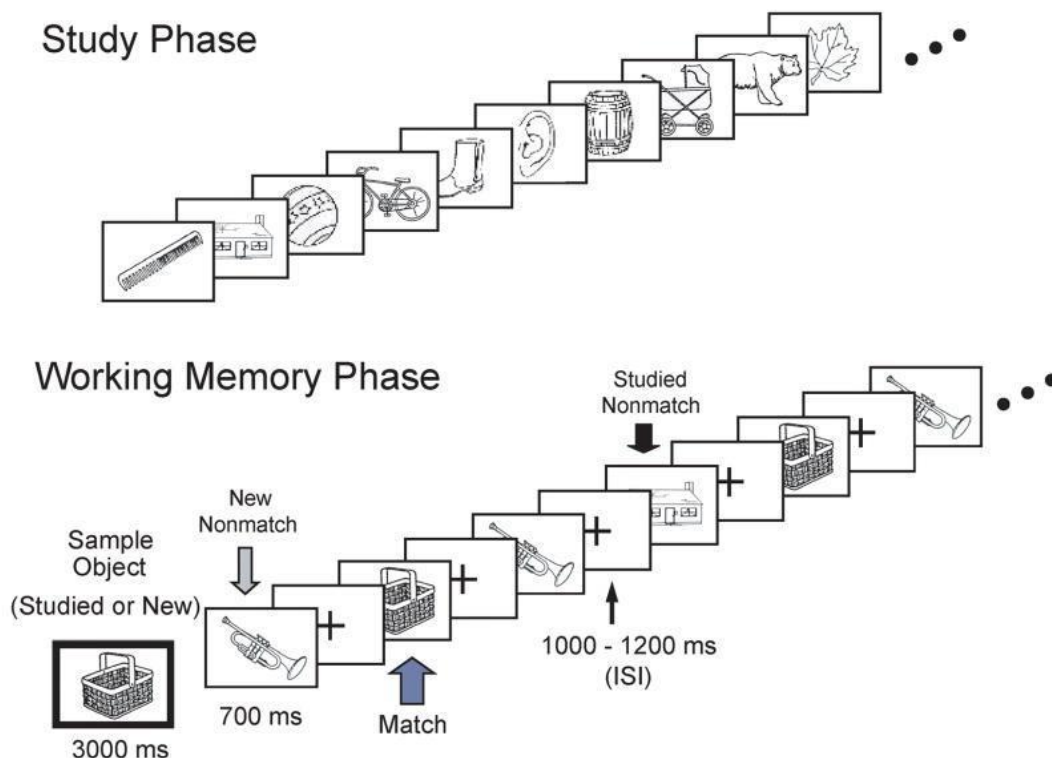 Study Phase
Working Memory Phase
Studied
Nonmatch
New
Nonmatch
Sample
Object
(Studied or New)
3000 ms
700 ms
Match
1000 - 1200 ms
(ISI)